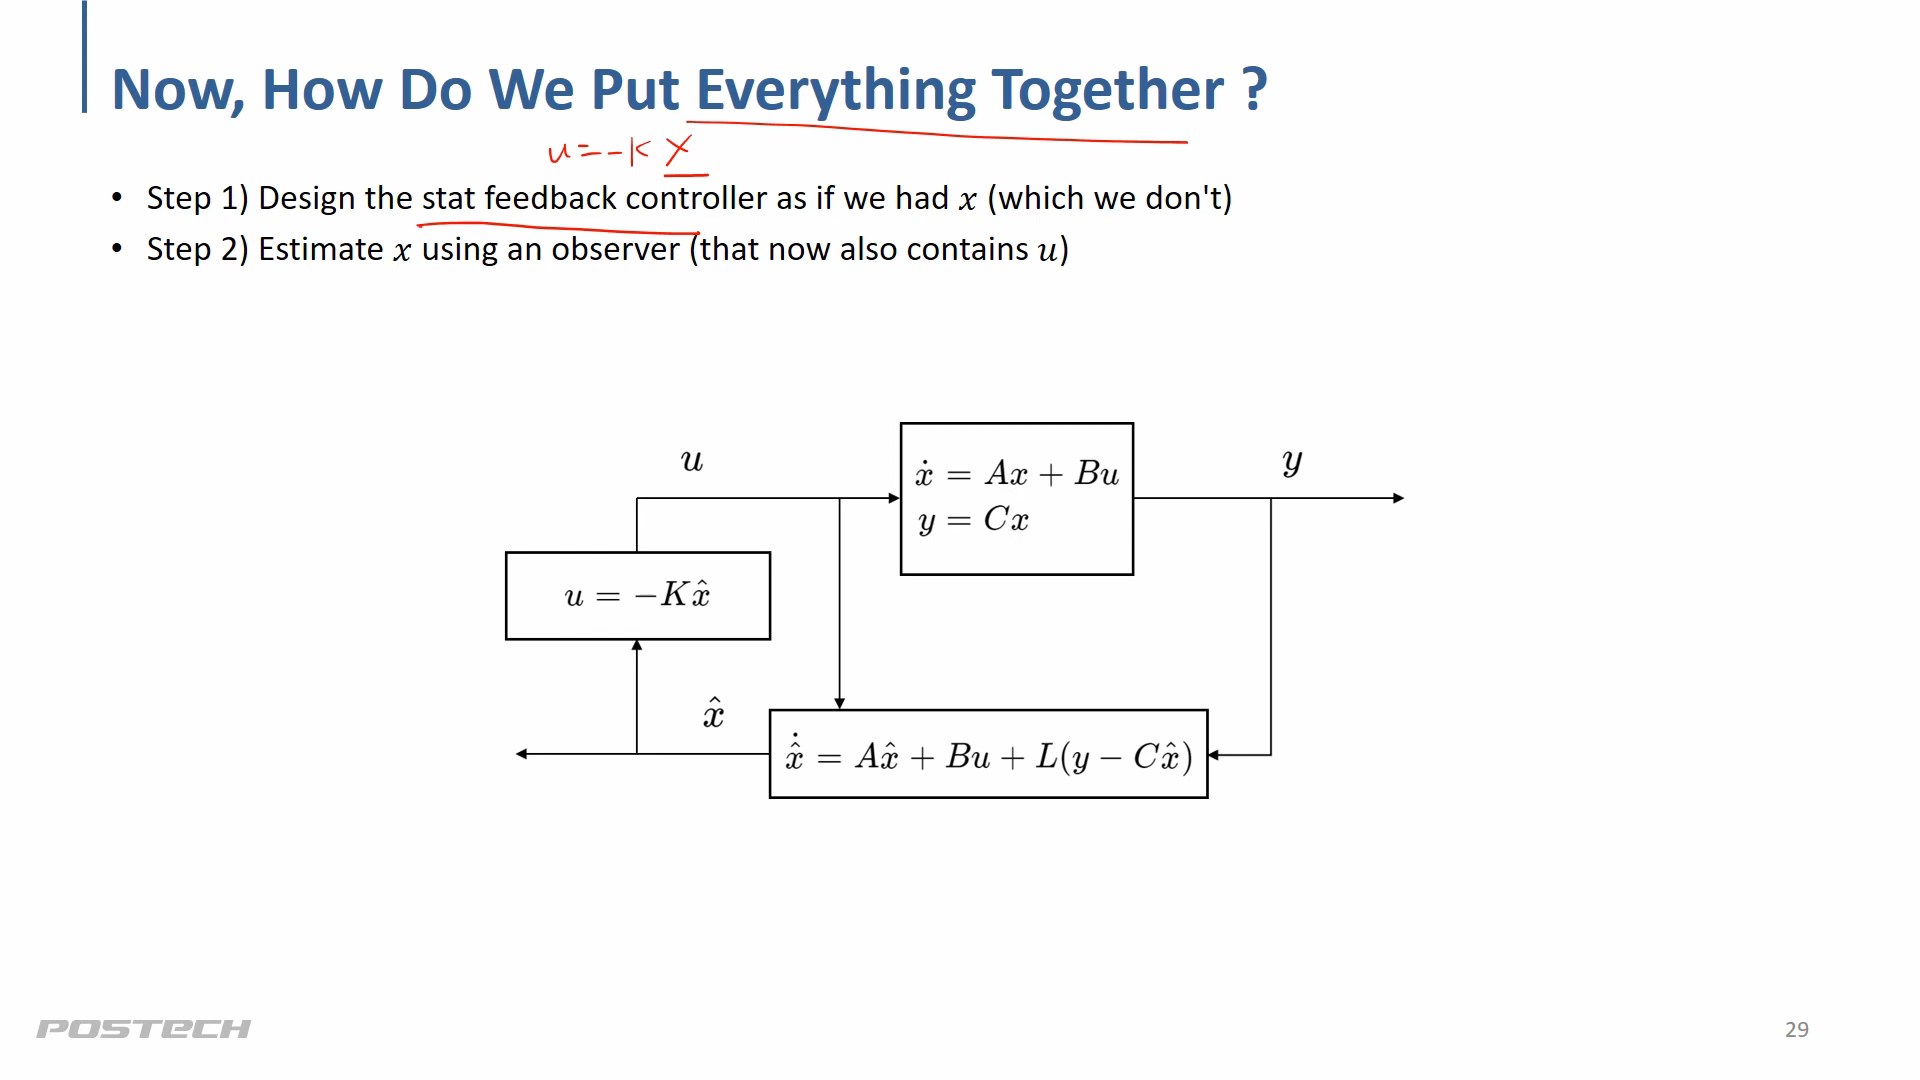 Now, How Do We Put Everything Together ?
u=-Kx
• Step 1) Design the stat feedback controller as if we had x (which we don't)
• Step 2) Estimate x using an observer (that now also contains u)
u
ẋ = Ax + Bu
y
y = Cx
u = −Kx̂
x̂
x̂̇ = Ax̂ + Bu + L(y − Cx̂)
POSTECH
29